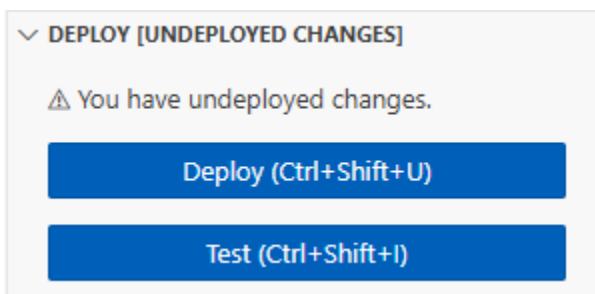 DEPLOY [UNDEPLOYED CHANGES]
⚠ You have undeployed changes.
Deploy (Ctrl+Shift+U)
Test (Ctrl+Shift+I)